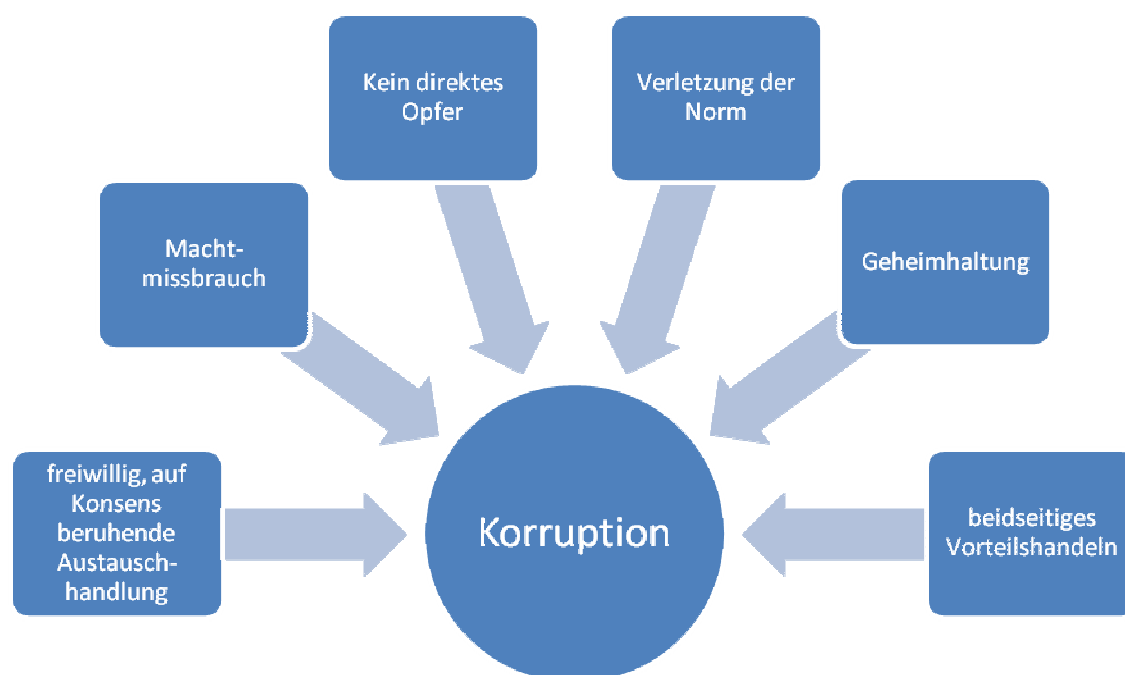 Kein direktes
Opfer
Verletzung der
Norm
Macht-
missbrauch
Geheimhaltung
freiwillig, auf
Konsens
beruhende
Austausch-
handlung
Korruption
beidseitiges
Vorteilshandeln